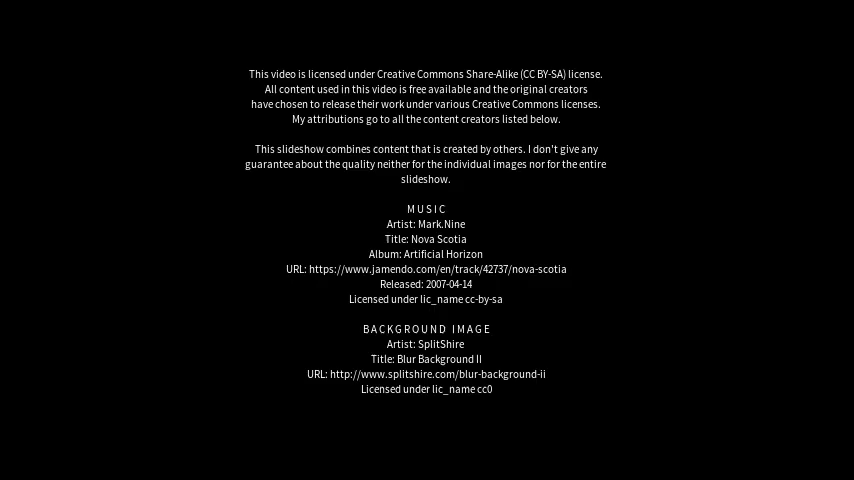 This video is licensed under Creative Commons Share-Alike (CC BY-SA) license.
All content used in this video is free available and the original creators
have chosen to release their work under various Creative Commons licenses.
My attributions go to all the content creators listed below.
This slideshow combines content that is created by others. I don't give any
guarantee about the quality neither for the individual images nor for the entire
slideshow.
MUSIC
Artist: Mark.Nine
Title: Nova Scotia
Album: Artificial Horizon
URL: https://www.jamendo.com/en/track/42737/nova-scotia
Released: 2007-04-14
Licensed under lic_name cc-by-sa
BACKGROUND IMAGE
Artist: SplitShire
Title: Blur Background II
URL: http://www.splitshire.com/blur-background-ii
Licensed under lic_name cc0